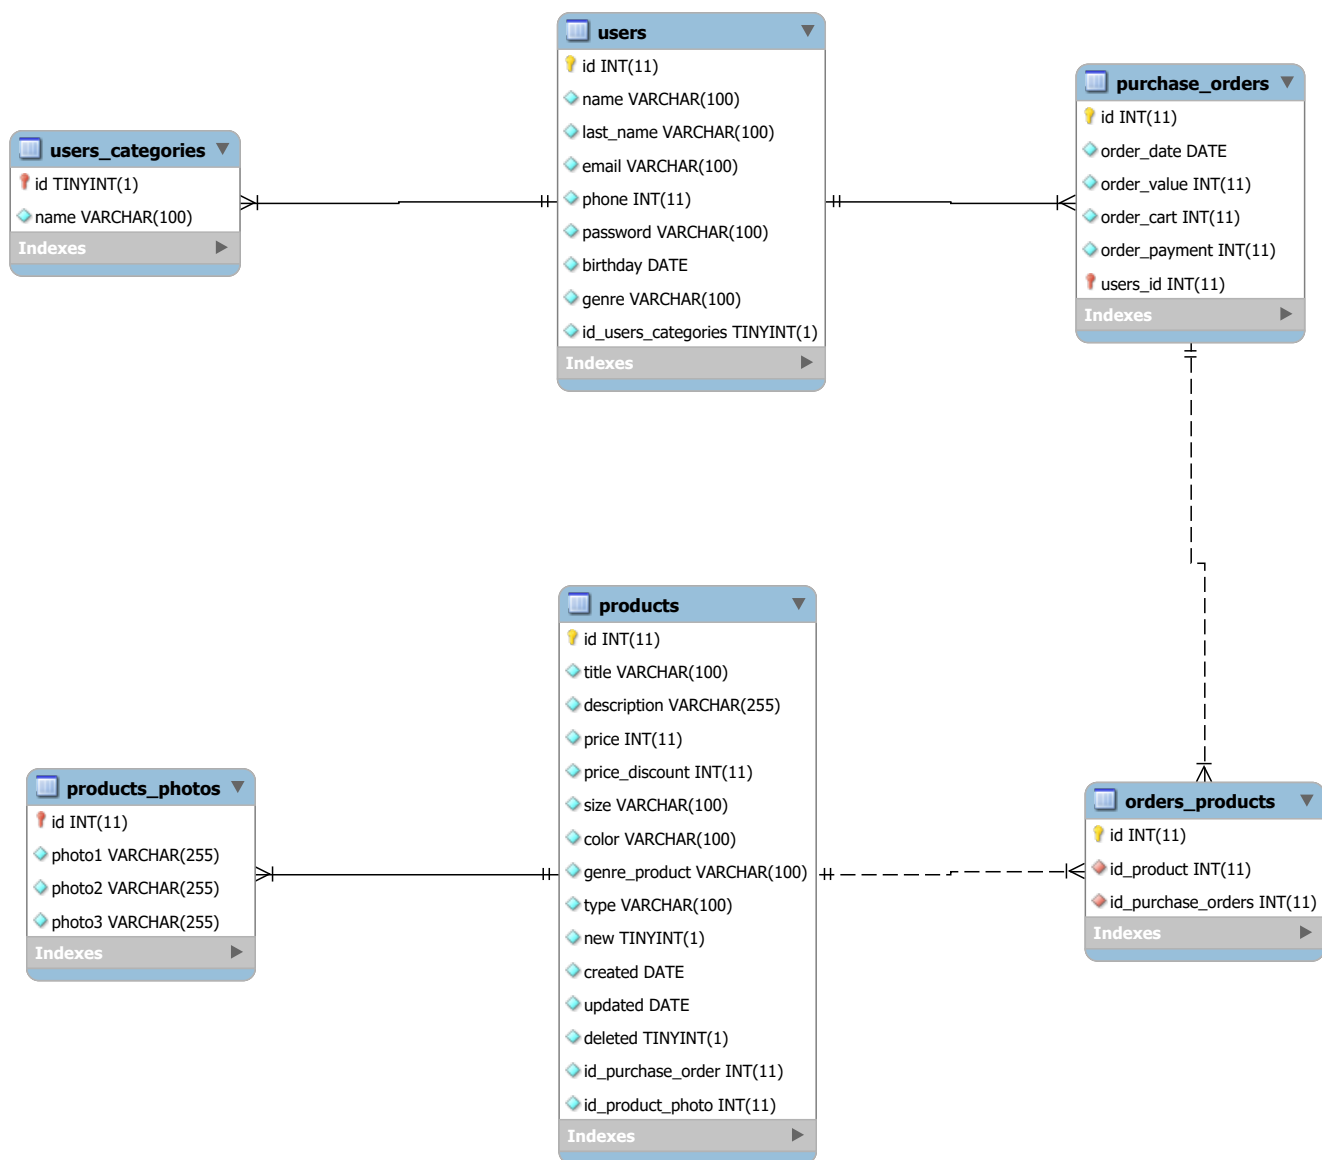 users
id INT(11)
name VARCHAR(100)
last_name VARCHAR(100)
email VARCHAR(100)
phone INT(11)
password VARCHAR(100)
birthday DATE
genre VARCHAR(100)
id_users_categories TINYINT(1)
Indexes
purchase_orders
id INT(11)
order_date DATE
order_value INT(11)
order_cart INT(11)
order_payment INT(11)
users_id INT(11)
Indexes
users_categories
id TINYINT(1)
name VARCHAR(100)
Indexes
products
id INT(11)
title VARCHAR(100)
description VARCHAR(255)
price INT(11)
price_discount INT(11)
size VARCHAR(100)
color VARCHAR(100)
genre_product VARCHAR(100)
type VARCHAR(100)
new TINYINT(1)
created DATE
updated DATE
deleted TINYINT(1)
id_purchase_order INT(11)
id_product_photo INT(11)
Indexes
products_photos
id INT(11)
photo1 VARCHAR(255)
photo2 VARCHAR(255)
photo3 VARCHAR(255)
Indexes
orders_products
id INT(11)
id_product INT(11)
id_purchase_orders INT(11)
Indexes